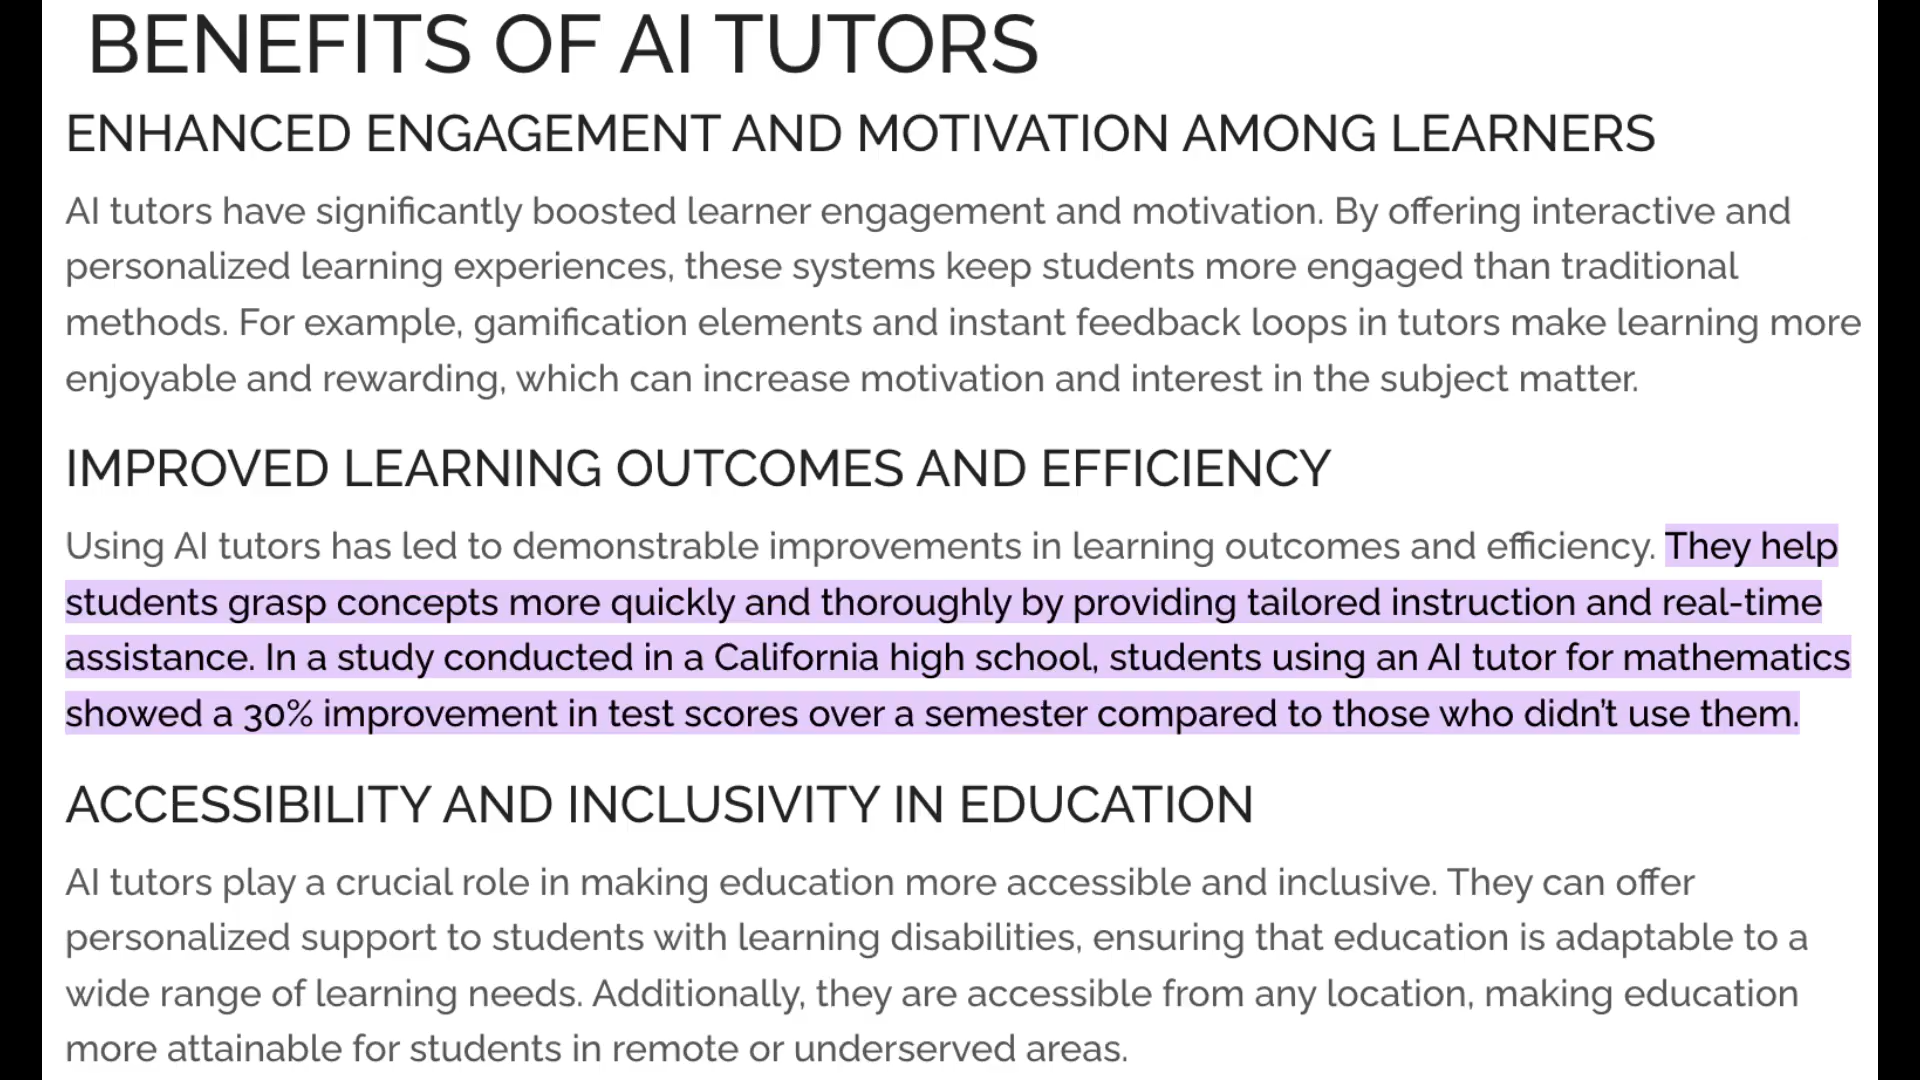 BENEFITS OF AI TUTORS
ENHANCED ENGAGEMENT AND MOTIVATION AMONG LEARNERS
AI tutors have significantly boosted learner engagement and motivation. By offering interactive and
personalized learning experiences, these systems keep students more engaged than traditional
methods. For example, gamification elements and instant feedback loops in tutors make learning more
enjoyable and rewarding, which can increase motivation and interest in the subject matter.
IMPROVED LEARNING OUTCOMES AND EFFICIENCY
Using AI tutors has led to demonstrable improvements in learning outcomes and efficiency. They help
students grasp concepts more quickly and thoroughly by providing tailored instruction and real-time
assistance. In a study conducted in a California high school, students using an AI tutor for mathematics
showed a 30% improvement in test scores over a semester compared to those who didn’t use them.
ACCESSIBILITY AND INCLUSIVITY IN EDUCATION
AI tutors play a crucial role in making education more accessible and inclusive. They can offer
personalized support to students with learning disabilities, ensuring that education is adaptable to a
wide range of learning needs. Additionally, they are accessible from any location, making education
more attainable for students in remote or underserved areas.